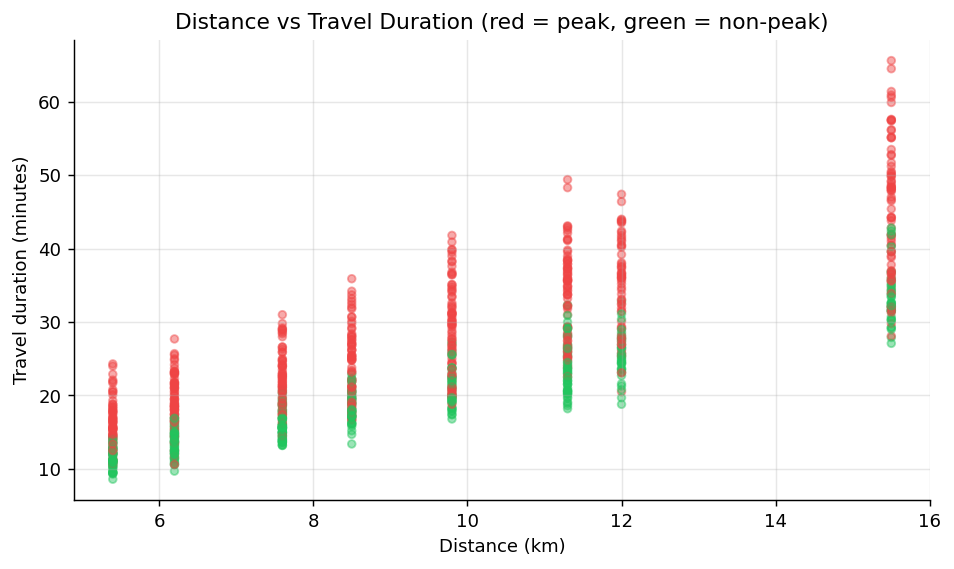 Distance vs Travel Duration (red = peak, green = non-peak)
Travel duration (minutes)
60
50
40
30
20
10
6 8 10 12 14 16
Distance (km)